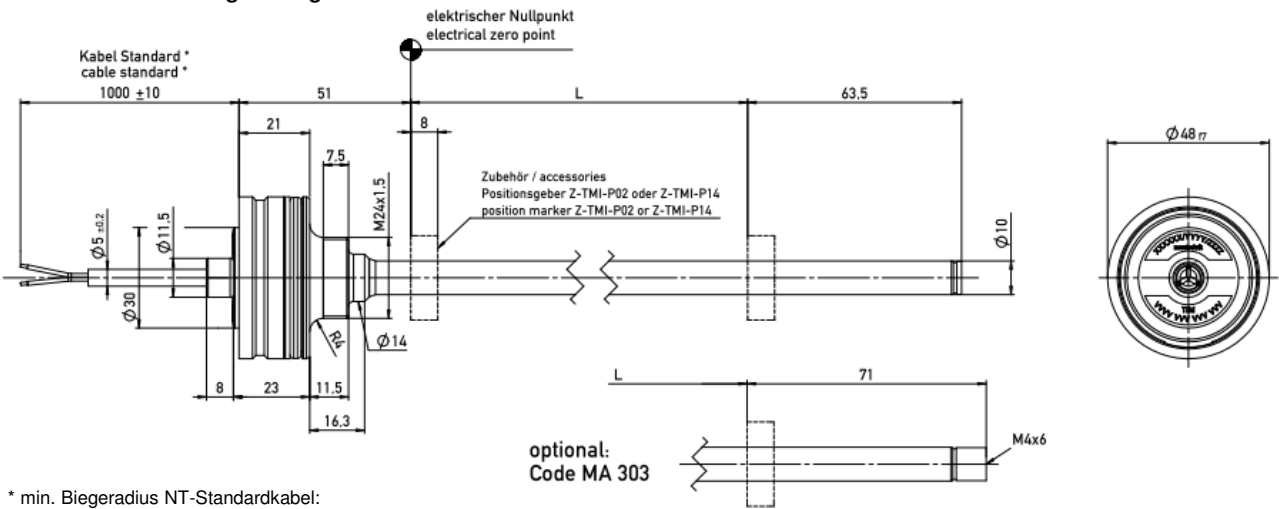 elektrischer Nullpunkt
electrical zero point
Kabel Standard *
cable standard *
1000 ±10
51
L
63,5
21
8
7,5
Zubehör / accessories
Positionsgeber Z-TMI-P02 oder Z-TMI-P14
position marker Z-TMI-P02 or Z-TMI-P14
M24x1,5
Ø5 ±0,2
Ø11,5
Ø30
Ø10
Ø48 f7
R4
Ø14
8
23
11,5
16,3
L
71
M4x6
optional:
Code MA 303
* min. Biegeradius NT-Standardkabel: